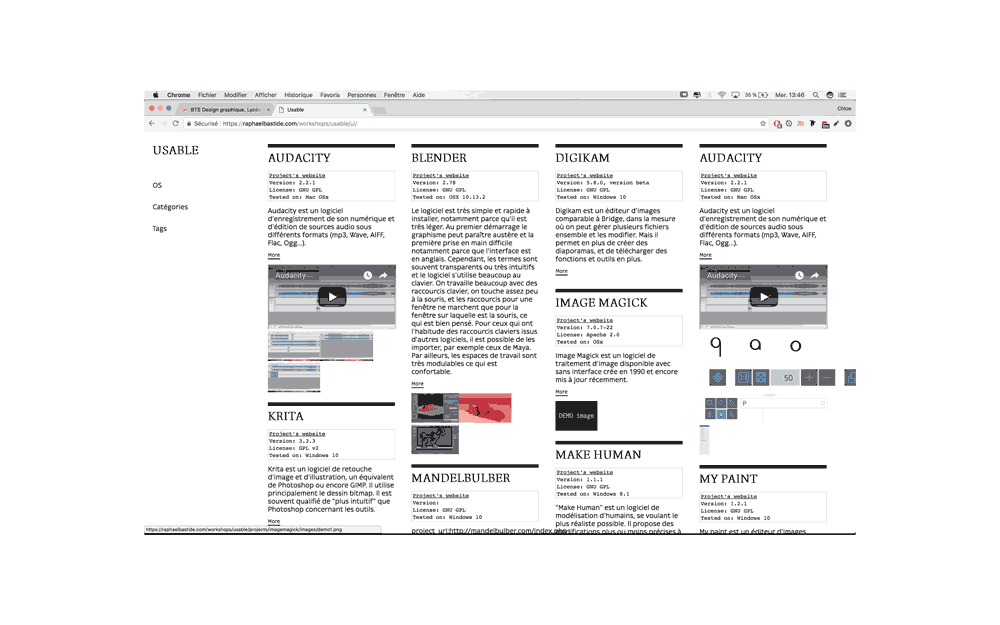 Chrome Fichier Modifier Afficher Historique Favoris Personnes Fenêtre Aide 35 % Mer. 13:46
BTS Design graphique, Lycé Usable Chloe
Sécurisé https://raphaelbastide.com/workshops/usable/ui/
USABLE
OS
Catégories
Tags
AUDACITY
Project's website
Version: 2.2.1
License: GNU GPL
Tested on: Mac OSx
Audacity est un logiciel
d'enregistrement de son numérique et
d'édition de sources audio sous
différents formats (mp3, Wave, AIFF,
Flac, Ogg...).
More
Audacity...
KRITA
Project's website
Version: 3.3.3
License: GPL v2
Tested on: Windows 10
Krita est un logiciel de retouche
d'image et d'illustration, un équivalent
de Photoshop ou encore GIMP. Il utilise
principalement le dessin bitmap. Il est
souvent qualifié de "plus intuitif" que
Photoshop concernant les outils.
More
https://raphaelbastide.com/workshops/usable/projects/imagemagick/images/demo1.png
BLENDER
Project's website
Version: 2.78
License: GNU GPL
Tested on: OSX 10.13.2
Le logiciel est très simple et rapide à
installer, notamment parce qu'il est
très léger. Au premier démarrage le
graphisme peut paraître austère et la
première prise en main difficile
notamment parce que l'interface est
en anglais. Cependant, les termes sont
souvent transparents ou très intuitifs
et le logiciel s'utilise beaucoup au
clavier. On travaille beaucoup avec des
raccourcis clavier, on touche assez peu
à la souris, et les raccourcis pour une
fenêtre ne marchent que pour la
fenêtre sur laquelle est la souris, ce
qui est bien pensé. Pour ceux qui ont
l'habitude des raccourcis claviers issus
d'autres logiciels, il est possible de les
importer, par exemple ceux de Maya.
Par ailleurs, les espaces de travail sont
très modulables ce qui est
confortable.
More
MANDELBULBER
Project's website
Version:
License: GNU GPL
Tested on: Windows 10
project_url:http://mandelbulber.com/index.php
DIGIKAM
Project's website
Version: 5.8.0, version beta
License: GNU GPL
Tested on: Windows 10
Digikam est un éditeur d'images
comparable à Bridge, dans la mesure
où on peut gérer plusieurs fichiers
ensemble et les modifier. Mais il
permet en plus de créer des
diaporamas, et de télécharger des
fonctions et outils en plus.
More
IMAGE MAGICK
Project's website
Version: 7.0.7-22
License: Apache 2.0
Tested on: OSx
Image Magick est un logiciel de
traitement d'image disponible avec
sans interface crée en 1990 et encore
mis à jour récemment.
More
DEMO image
MAKE HUMAN
Project's website
Version: 1.1.1
License: GNU GPL
Tested on: Windows 8.1
"Make Human" est un logiciel de
modélisation d'humains, se voulant le
plus réaliste possible. Il propose des
modifications plus ou moins précises à
AUDACITY
Project's website
Version: 2.2.1
License: GNU GPL
Tested on: Mac OSx
Audacity est un logiciel
d'enregistrement de son numérique et
d'édition de sources audio sous
différents formats (mp3, Wave, AIFF,
Flac, Ogg...).
More
Audacity...
q a o
50
P
MY PAINT
Project's website
Version: 1.2.1
License: GNU GPL
Tested on: Windows 10
My paint est un éditeur d'images